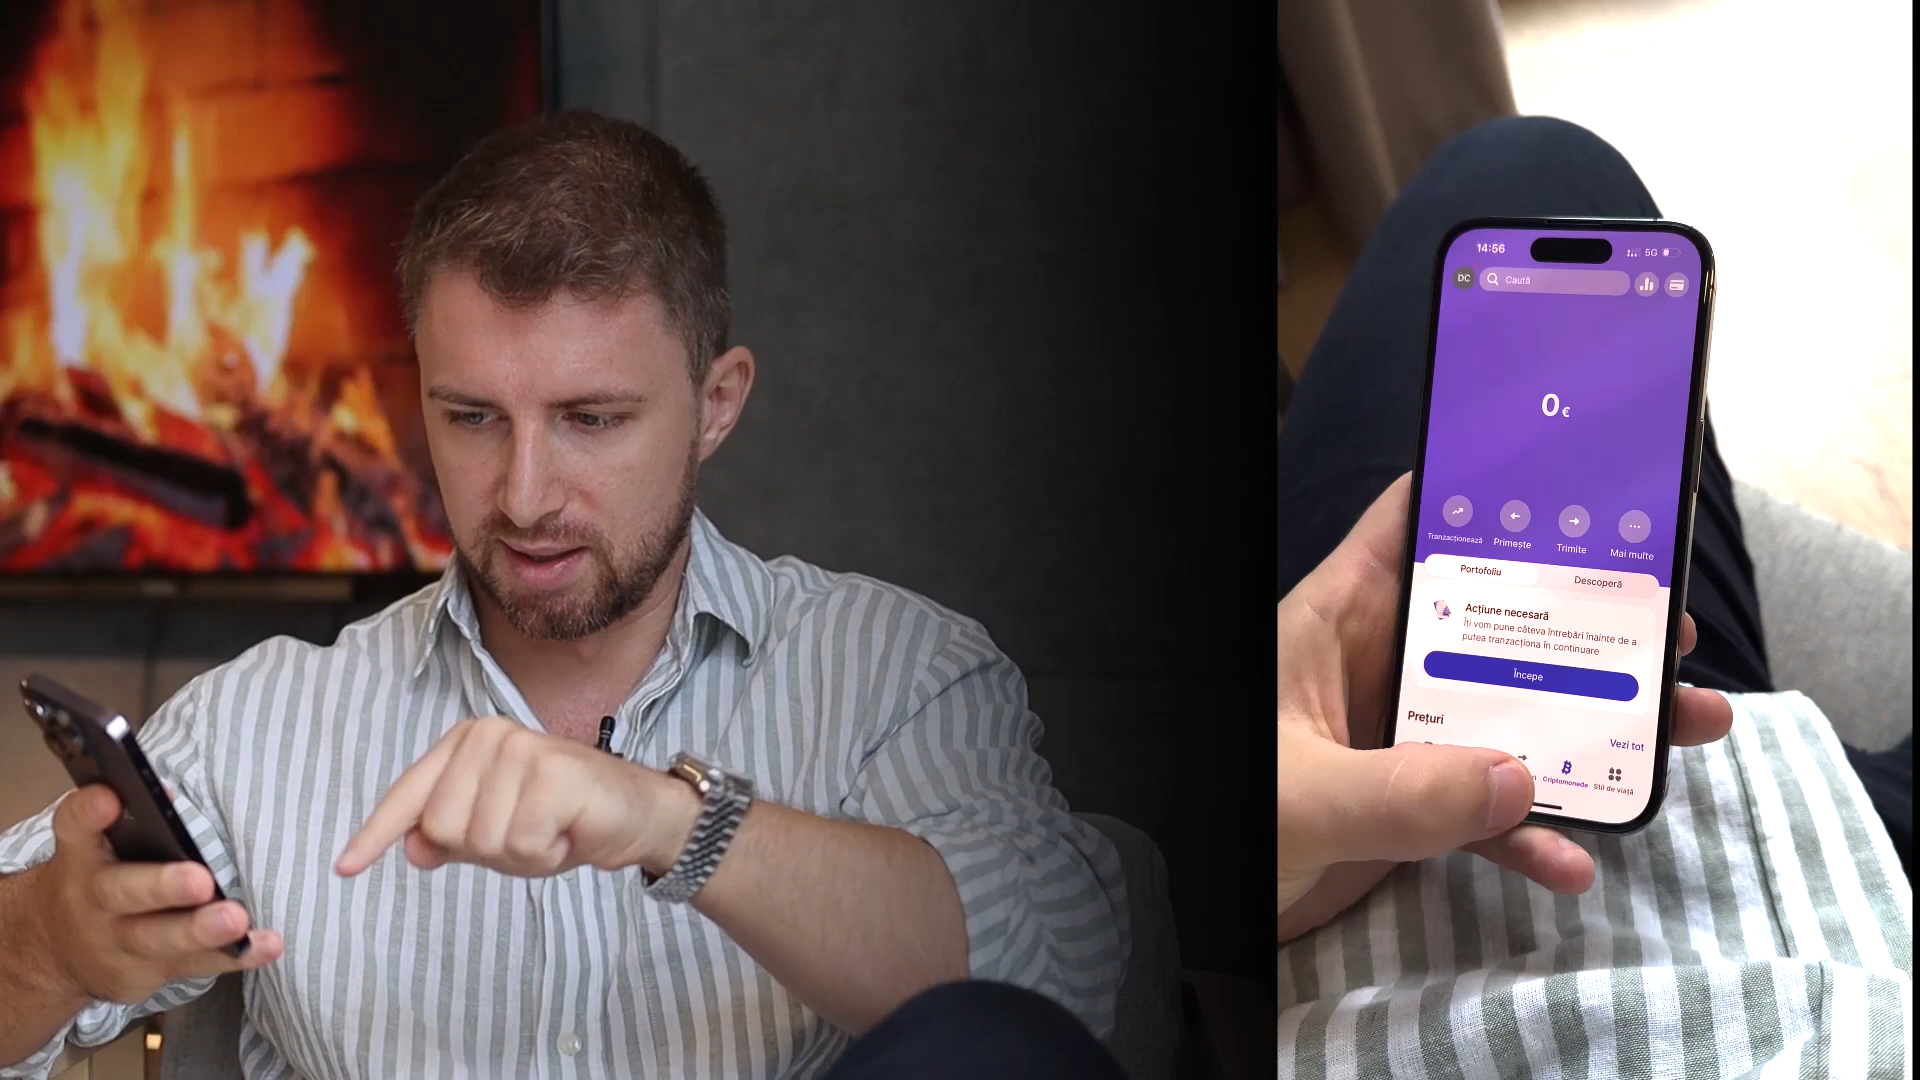 14:56
5G
DC
Caută
0€
Tranzacționează
Primește
Trimite
Mai multe
Portofoliu
Descoperă
Acțiune necesară
Îți vom pune câteva întrebări înainte de a
putea tranzacționa în continuare
Începe
Prețuri
Vezi tot
Criptomonede
Stil de viață